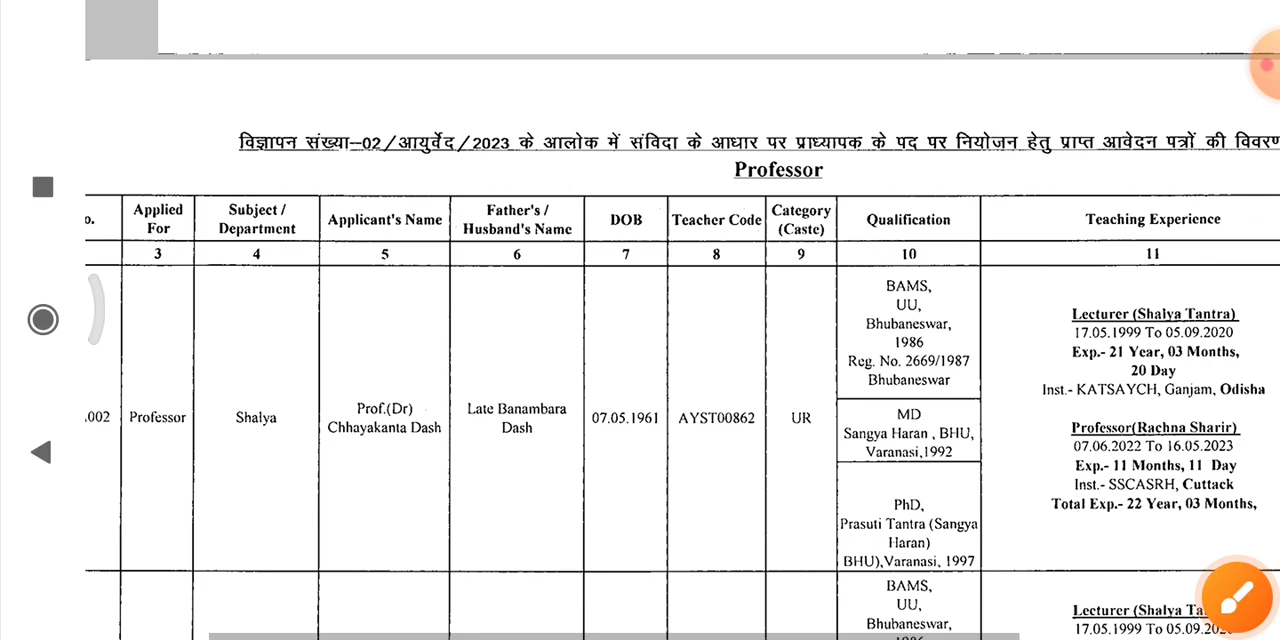 विज्ञापन संख्या–02/आयुर्वेद/2023 के आलोक में संविदा के आधार पर प्राध्यापक के पद पर नियोजन हेतु प्राप्त आवेदन पत्रों की विवरण
Professor
o.
Applied For
Subject / Department
Applicant's Name
Father's / Husband's Name
DOB
Teacher Code
Category (Caste)
Qualification
Teaching Experience
3
4
5
6
7
8
9
10
11
.002
Professor
Shalya
Prof.(Dr)
Chhayakanta Dash
Late Banambara
Dash
07.05.1961
AYST00862
UR
BAMS,
UU,
Bhubaneswar,
1986
Reg. No. 2669/1987
Bhubaneswar
MD
Sangya Haran , BHU,
Varanasi,1992
PhD,
Prasuti Tantra (Sangya
Haran)
BHU),Varanasi, 1997
Lecturer (Shalya Tantra)
17.05.1999 To 05.09.2020
Exp.- 21 Year, 03 Months,
20 Day
Inst.- KATSAYCH, Ganjam, Odisha
Professor(Rachna Sharir)
07.06.2022 To 16.05.2023
Exp.- 11 Months, 11 Day
Inst.- SSCASRH, Cuttack
Total Exp.- 22 Year, 03 Months,
BAMS,
UU,
Bhubaneswar,
Lecturer (Shalya Ta
17.05.1999 To 05.09.20